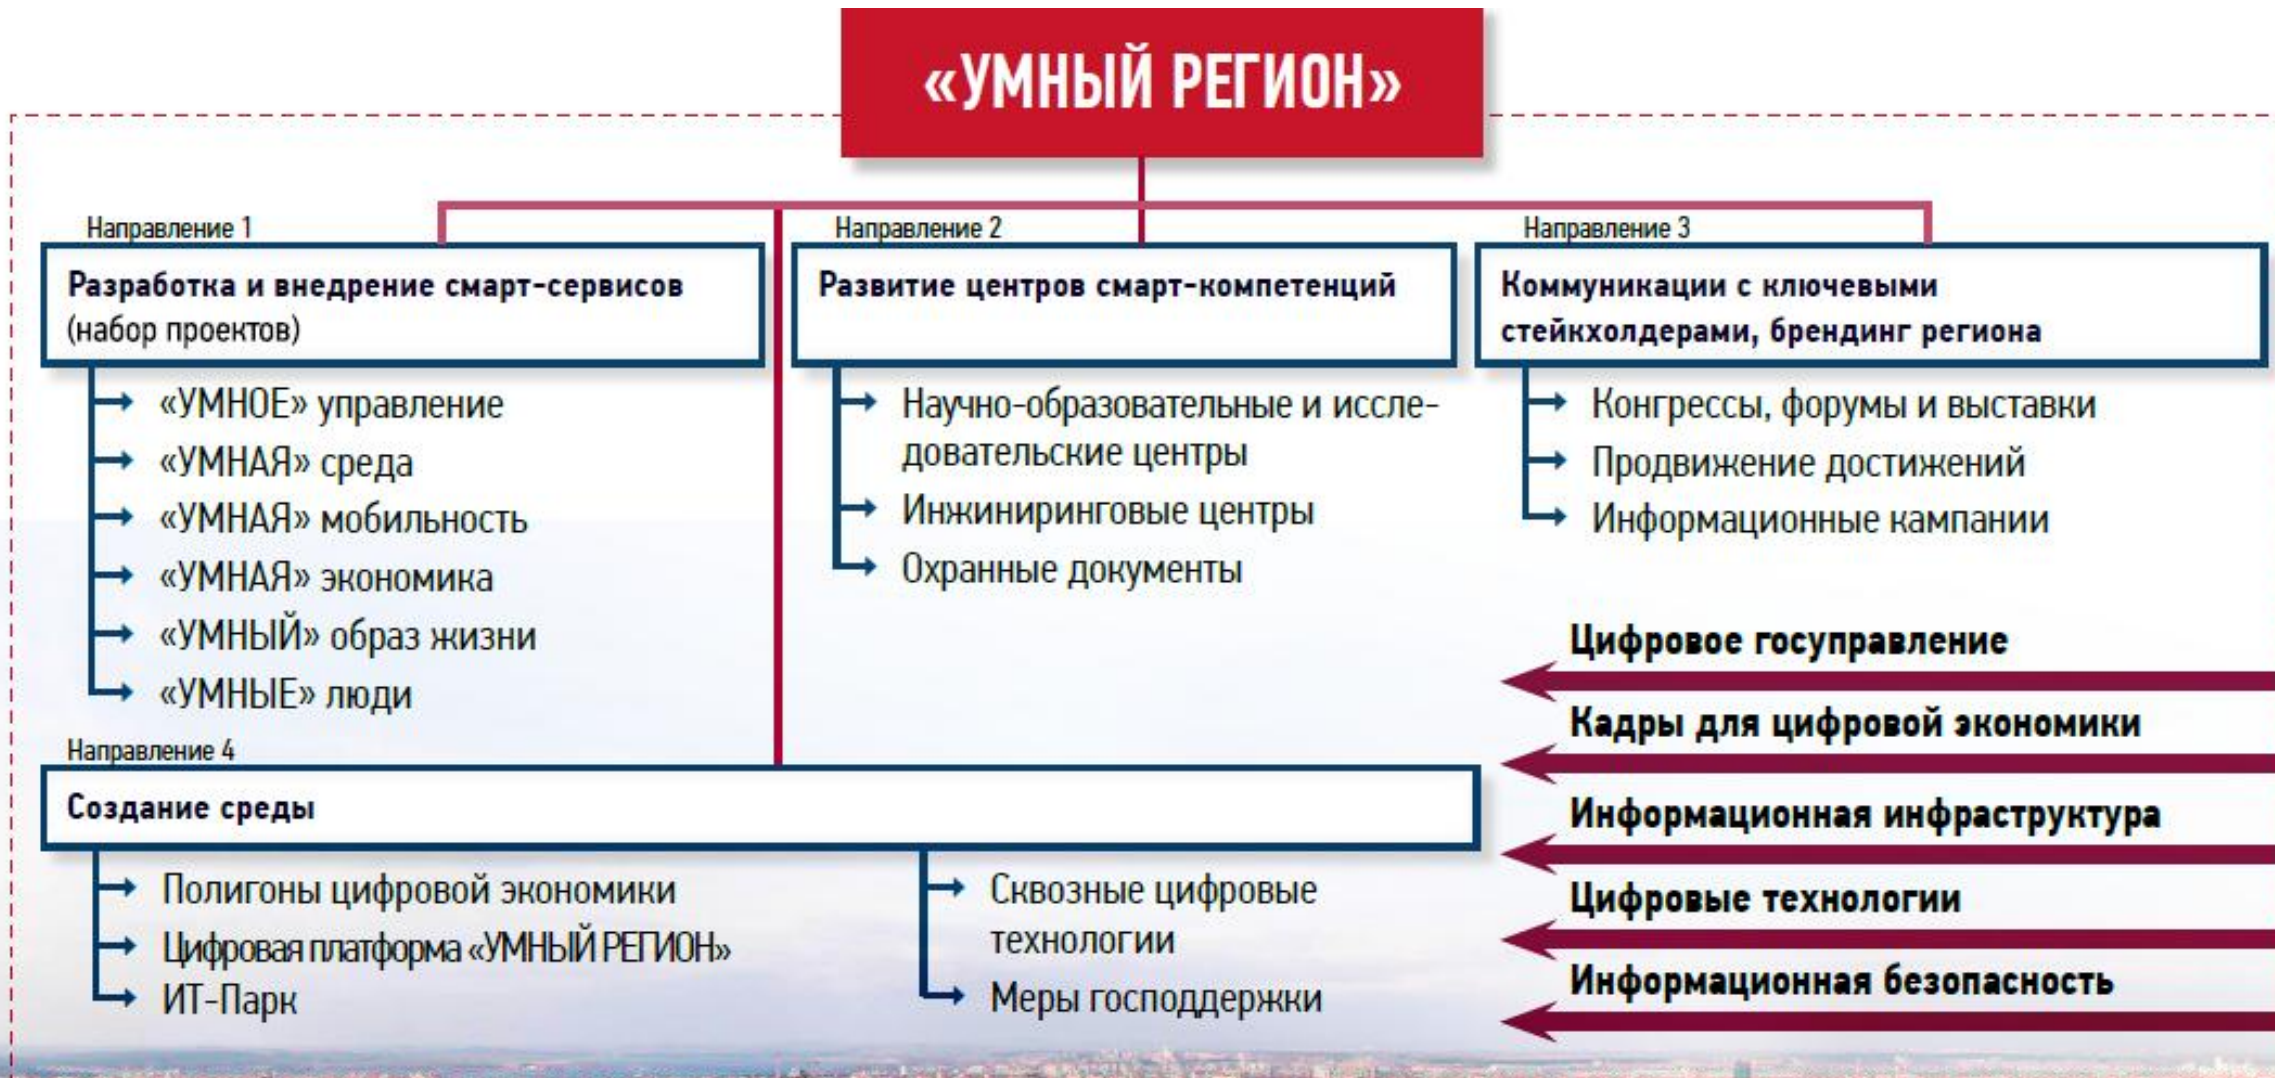 «УМНЫЙ РЕГИОН»
Направление 1
Разработка и внедрение смарт-сервисов
(набор проектов)
«УМНОЕ» управление
«УМНАЯ» среда
«УМНАЯ» мобильность
«УМНАЯ» экономика
«УМНЫЙ» образ жизни
«УМНЫЕ» люди
Направление 2
Развитие центров смарт-компетенций
Научно-образовательные и иссле-
довательские центры
Инжиниринговые центры
Охранные документы
Направление 3
Коммуникации с ключевыми
стейкхолдерами, брендинг региона
Конгрессы, форумы и выставки
Продвижение достижений
Информационные кампании
Направление 4
Создание среды
Полигоны цифровой экономики
Цифровая платформа «УМНЫЙ РЕГИОН»
ИТ-Парк
Сквозные цифровые
технологии
Меры господдержки
Цифровое госуправление
Кадры для цифровой экономики
Информационная инфраструктура
Цифровые технологии
Информационная безопасность